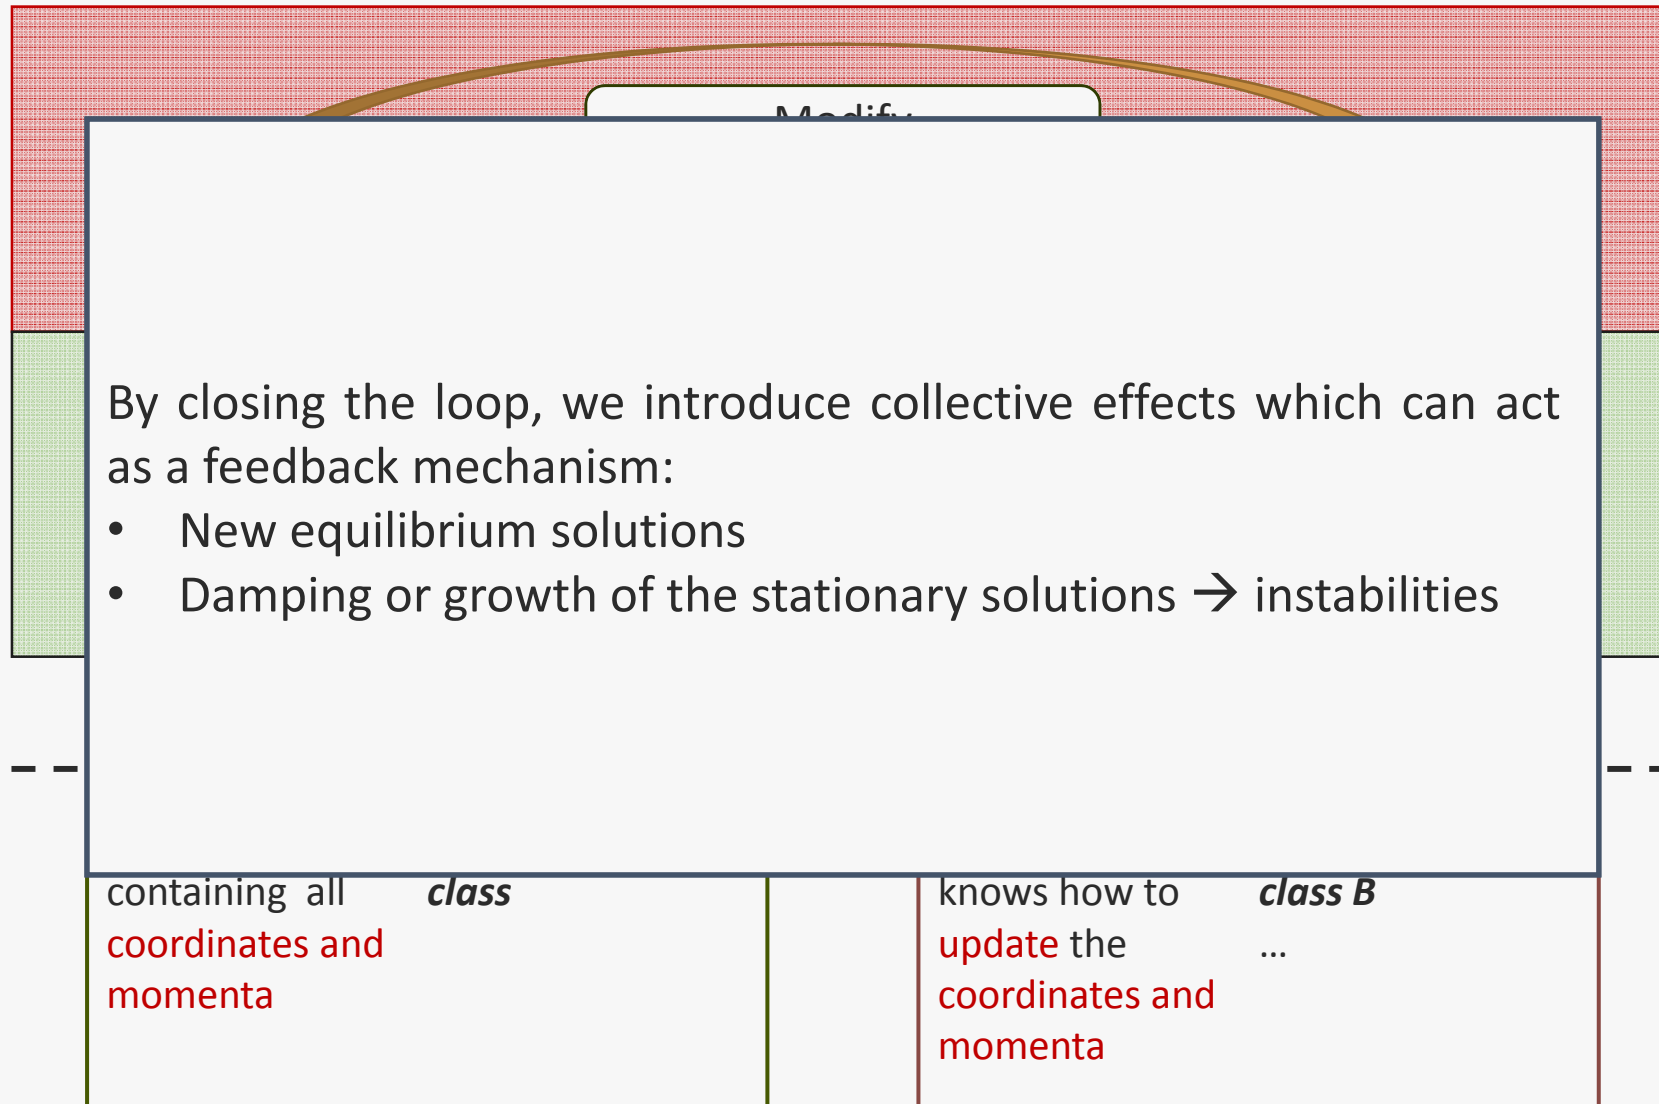 Modify
By closing the loop, we introduce collective effects which can act
as a feedback mechanism:
• New equilibrium solutions
• Damping or growth of the stationary solutions → instabilities
containing all class
coordinates and
momenta
knows how to class B
update the …
coordinates and
momenta